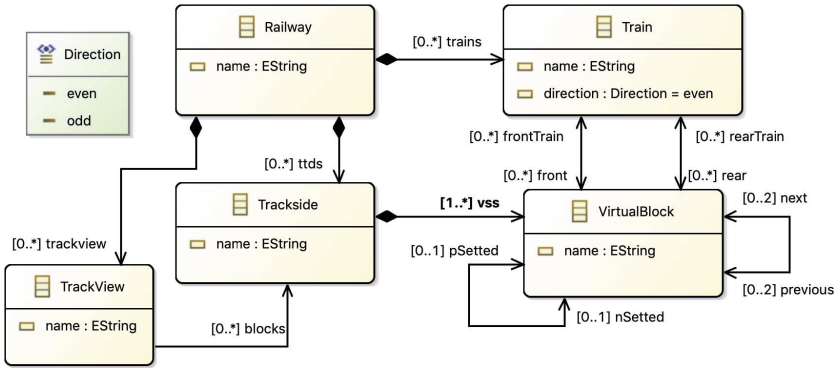 Railway
name : EString
[0..*] trains
Train
name : EString
direction : Direction = even
Direction
even
odd
[0..*] ttds
[0..*] frontTrain
[0..*] rearTrain
[0..*] front
[0..*] rear
Trackside
name : EString
[1..*] vss
VirtualBlock
name : EString
[0..2] next
[0..2] previous
[0..1] pSetted
[0..1] nSetted
[0..*] trackview
TrackView
name : EString
[0..*] blocks